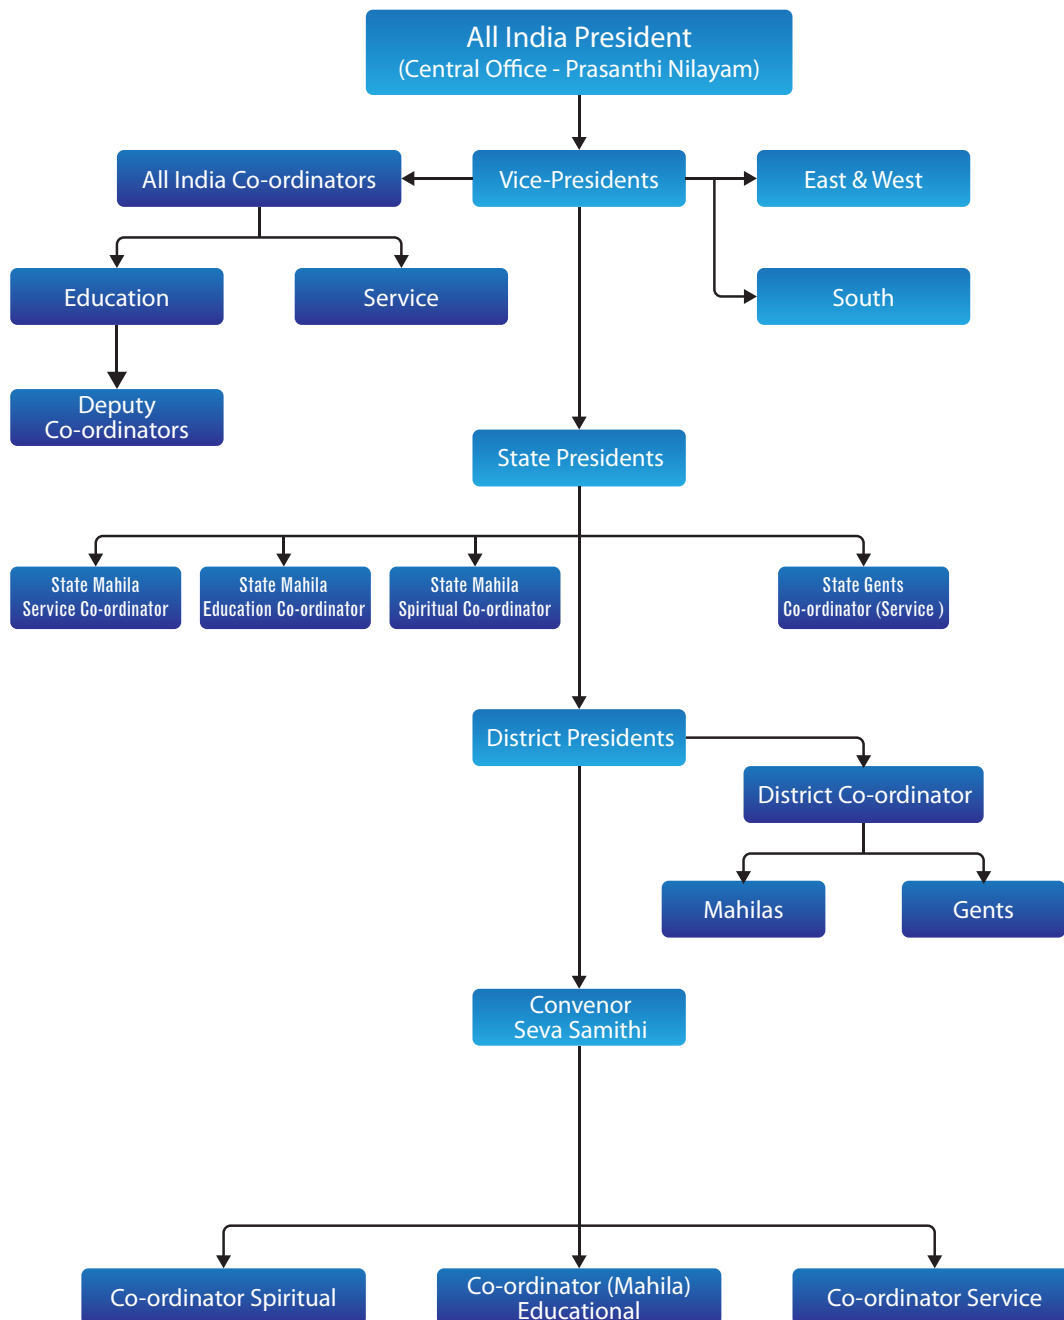 All India President
(Central Office - Prasanthi Nilayam)
All India Co-ordinators
Vice-Presidents
East & West
Education
Service
South
Deputy
Co-ordinators
State Presidents
State Mahila
Service Co-ordinator
State Mahila
Education Co-ordinator
State Mahila
Spiritual Co-ordinator
State Gents
Co-ordinator (Service )
District Presidents
District Co-ordinator
Mahilas
Gents
Convenor
Seva Samithi
Co-ordinator Spiritual
Co-ordinator (Mahila)
Educational
Co-ordinator Service